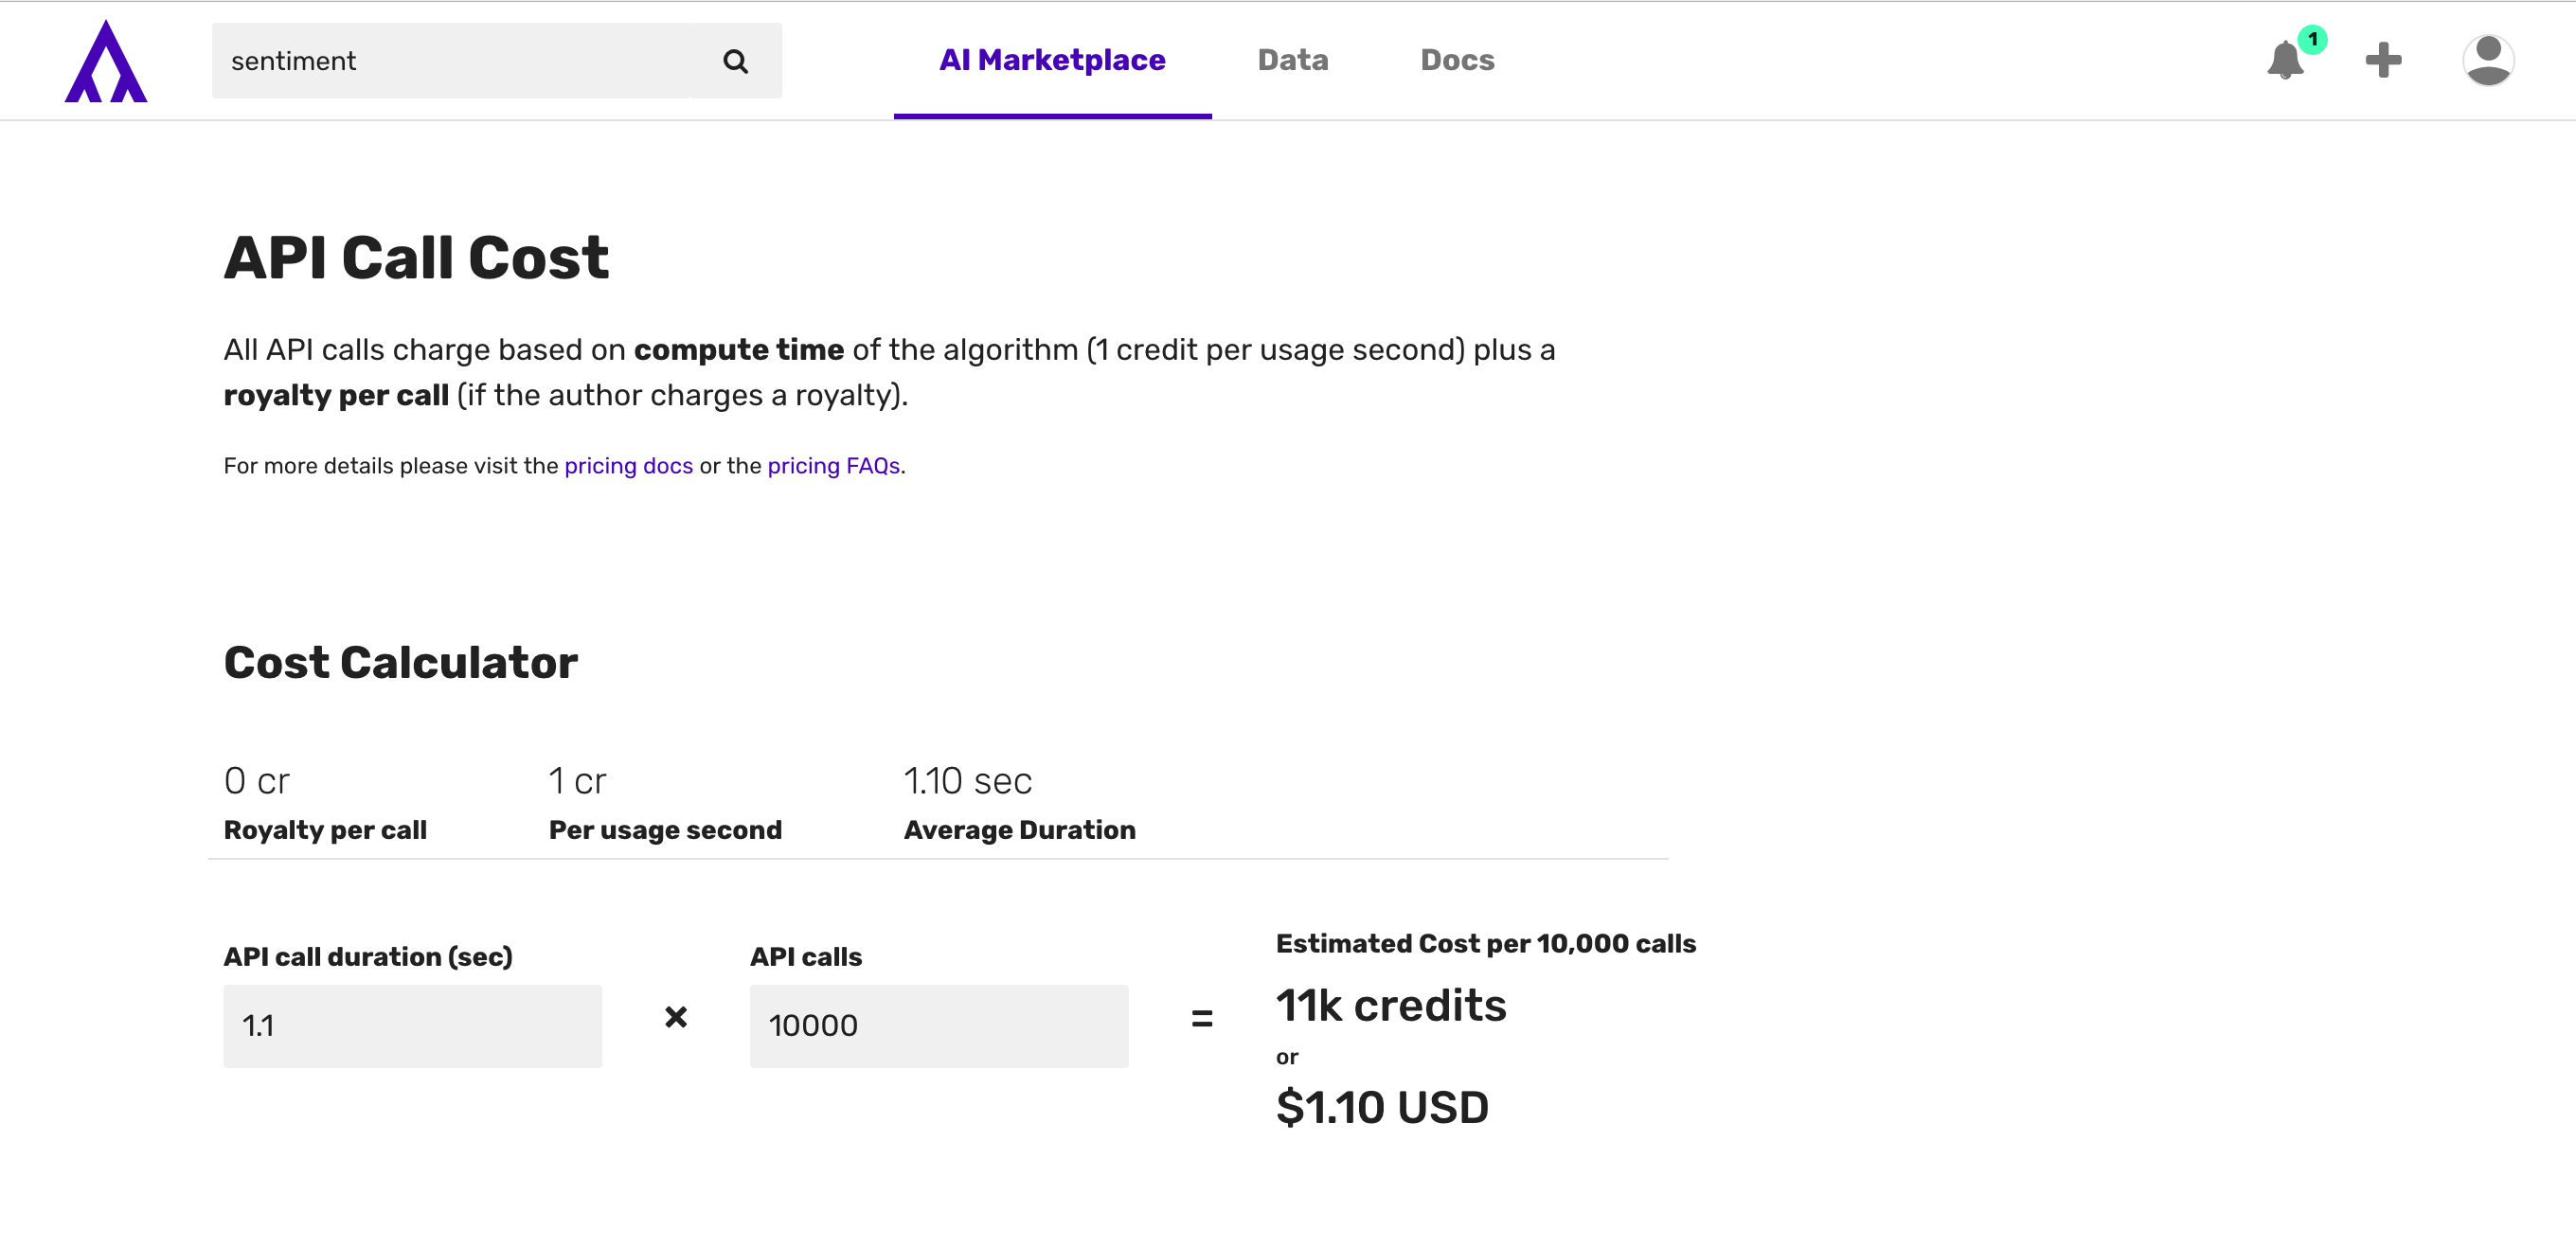 sentiment
AI Marketplace
Data
Docs
1
API Call Cost
All API calls charge based on compute time of the algorithm (1 credit per usage second) plus a
royalty per call (if the author charges a royalty).
For more details please visit the pricing docs or the pricing FAQs.
Cost Calculator
0 cr
Royalty per call
1 cr
Per usage second
1.10 sec
Average Duration
API call duration (sec)
1.1
×
API calls
10000
=
Estimated Cost per 10,000 calls
11k credits
or
$1.10 USD